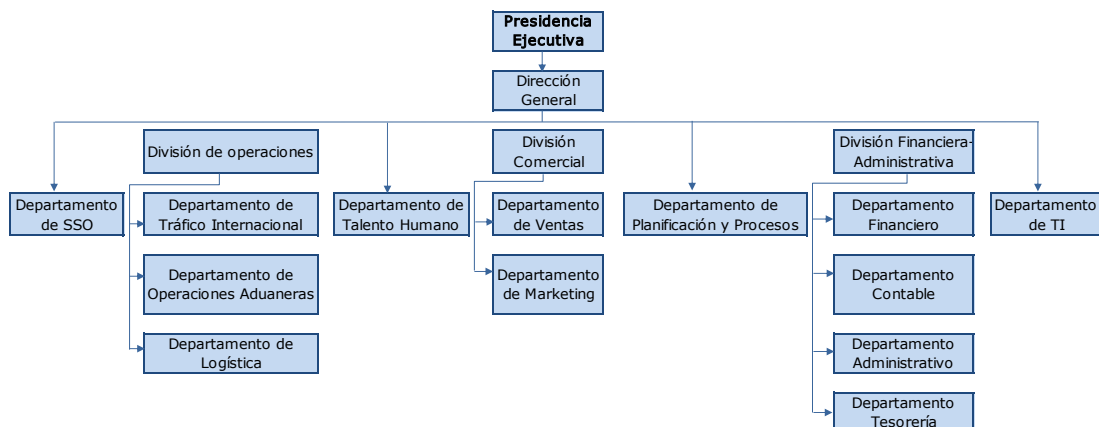 Presidencia
Ejecutiva
Dirección
General
División de operaciones
División
Comercial
División Financiera-
Administrativa
Departamento
de SSO
Departamento de
Tráfico Internacional
Departamento de
Talento Humano
Departamento
de Ventas
Departamento de
Planificación y Procesos
Departamento
Financiero
Departamento
de TI
Departamento de
Operaciones Aduaneras
Departamento
de Marketing
Departamento
Contable
Departamento de
Logística
Departamento
Administrativo
Departamento
Tesorería